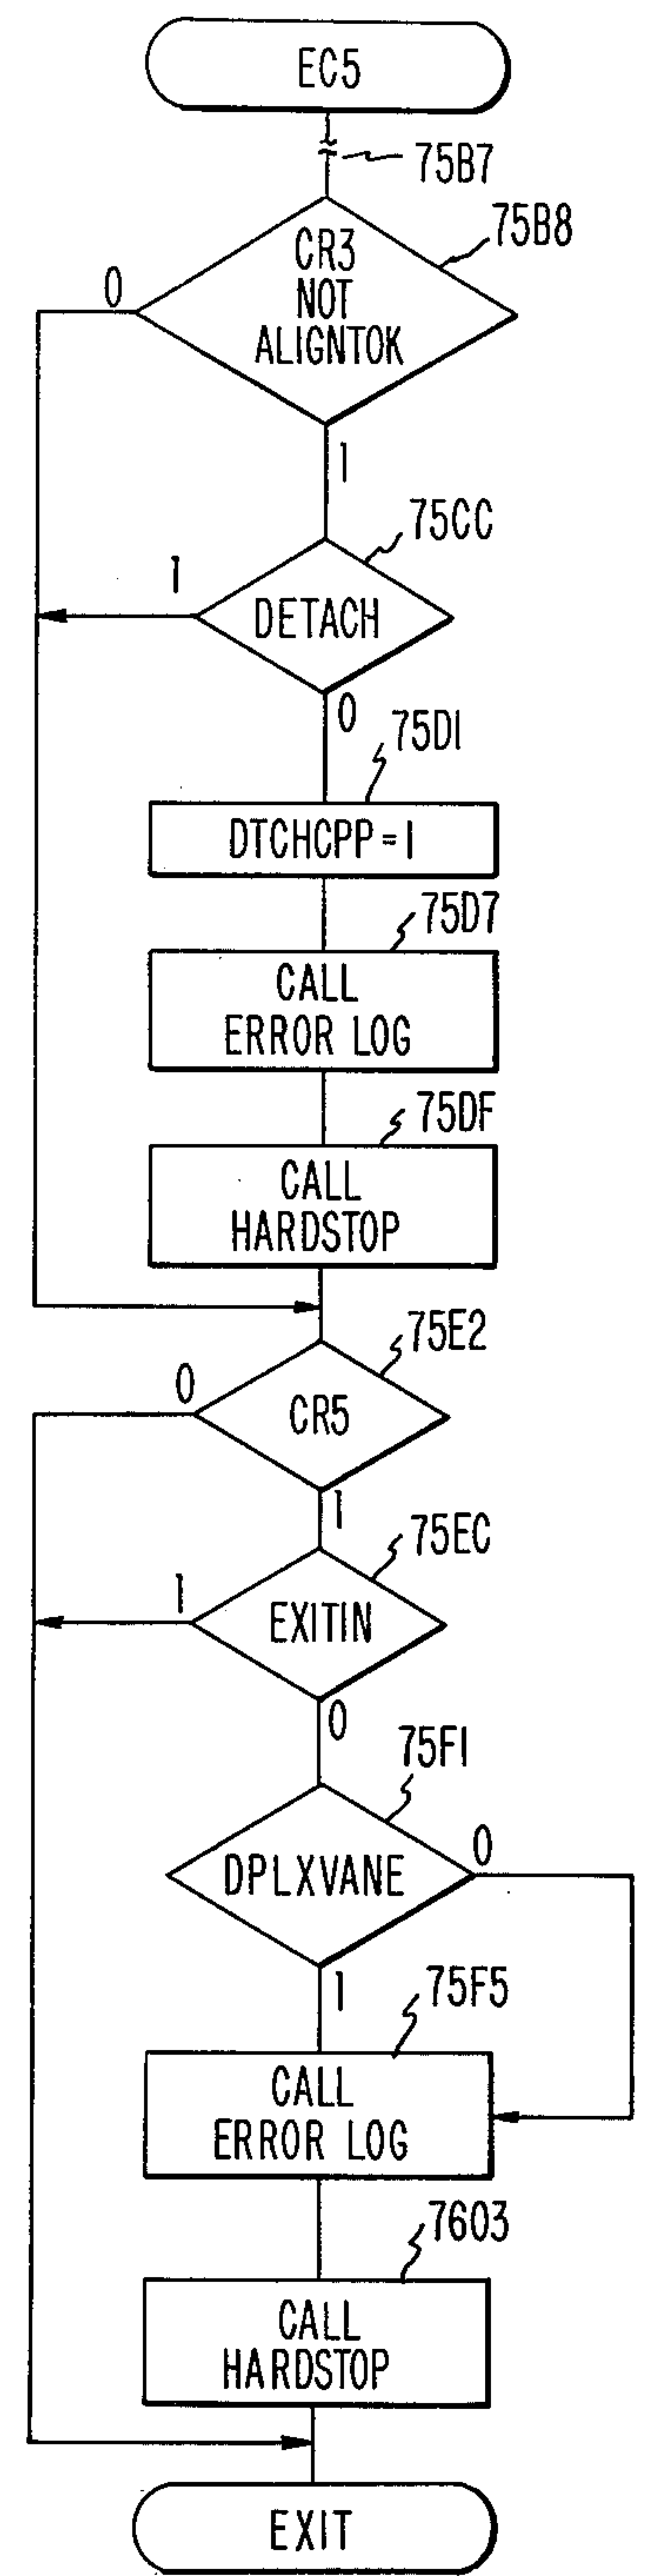 EC5
75B7
75B8
CR3
NOT
ALIGNTOK
0
1
75CC
DETACH
1
0
75D1
DTCHCPP=1
75D7
CALL
ERROR LOG
75DF
CALL
HARDSTOP
75E2
CR5
0
1
75EC
EXITIN
1
0
75F1
DPLXVANE
0
1
75F5
CALL
ERROR LOG
7603
CALL
HARDSTOP
EXIT